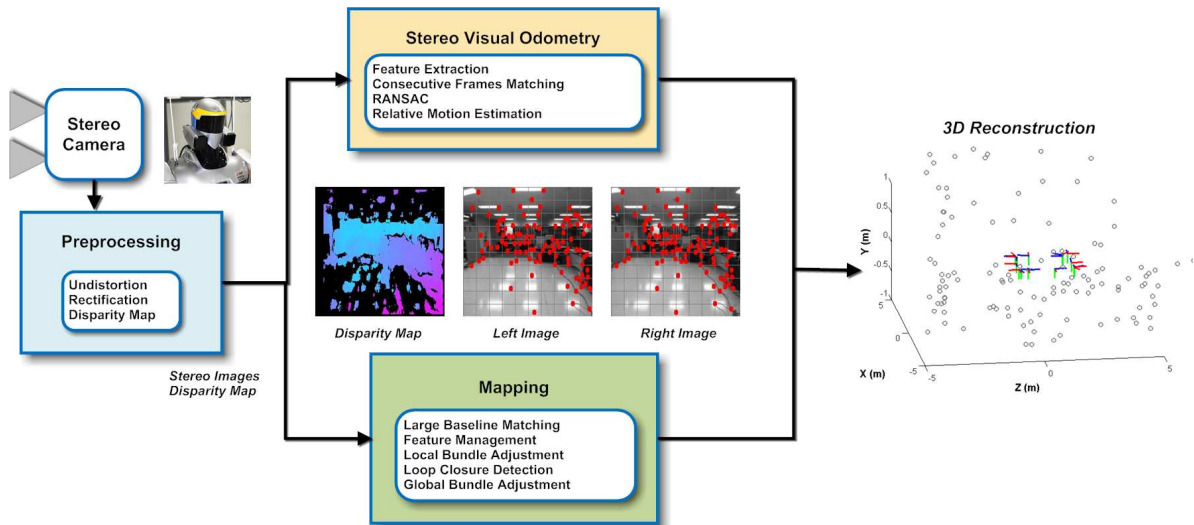 Stereo
Camera
Preprocessing
Undistortion
Rectification
Disparity Map
Stereo Images
Disparity Map
Stereo Visual Odometry
Feature Extraction
Consecutive Frames Matching
RANSAC
Relative Motion Estimation
Disparity Map
Left Image
Right Image
Mapping
Large Baseline Matching
Feature Management
Local Bundle Adjustment
Loop Closure Detection
Global Bundle Adjustment
3D Reconstruction
1
0.5
0
-0.5
-1
Y (m)
5
0
-5
X (m)
-5
0
5
Z (m)